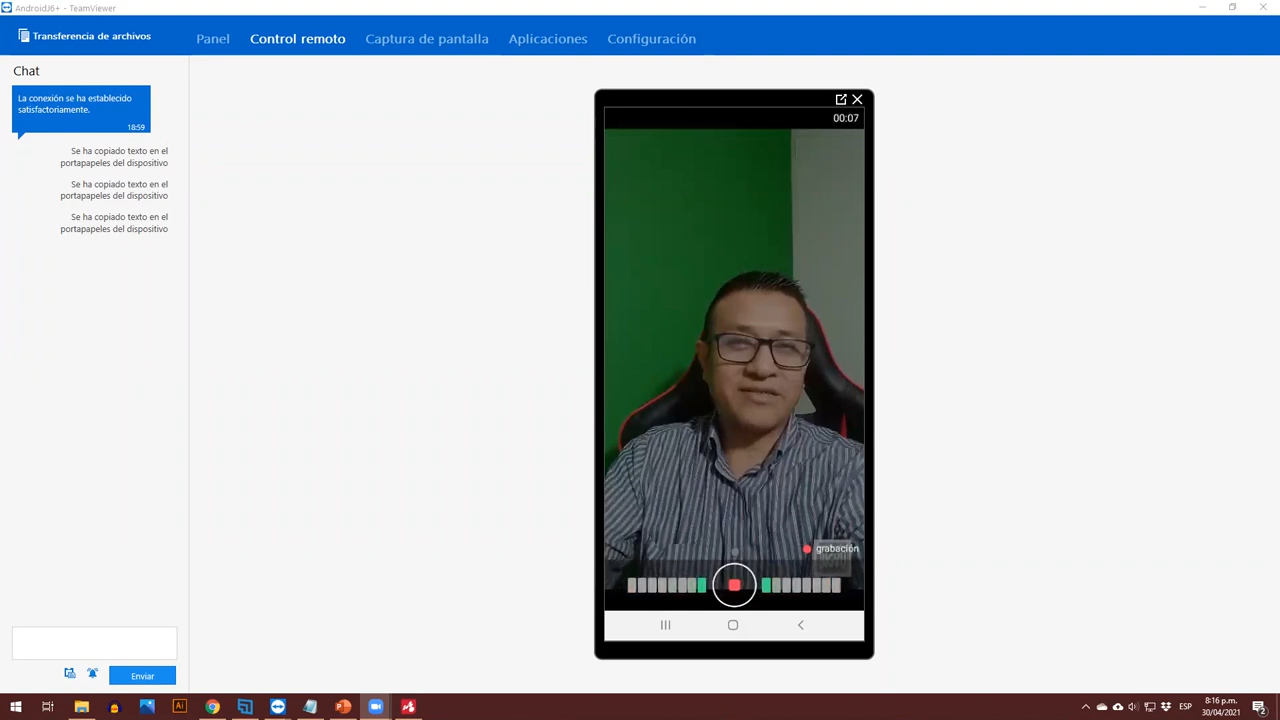 AndroidJ6+ - TeamViewer
Transferencia de archivos
Panel
Control remoto
Captura de pantalla
Aplicaciones
Configuración
Chat
La conexión se ha establecido
satisfactoriamente.
18:59
Se ha copiado texto en el
portapapeles del dispositivo
Se ha copiado texto en el
portapapeles del dispositivo
Se ha copiado texto en el
portapapeles del dispositivo
00:07
grabación
Enviar
Ai
ESP
8:16 p.m.
30/04/2021
2